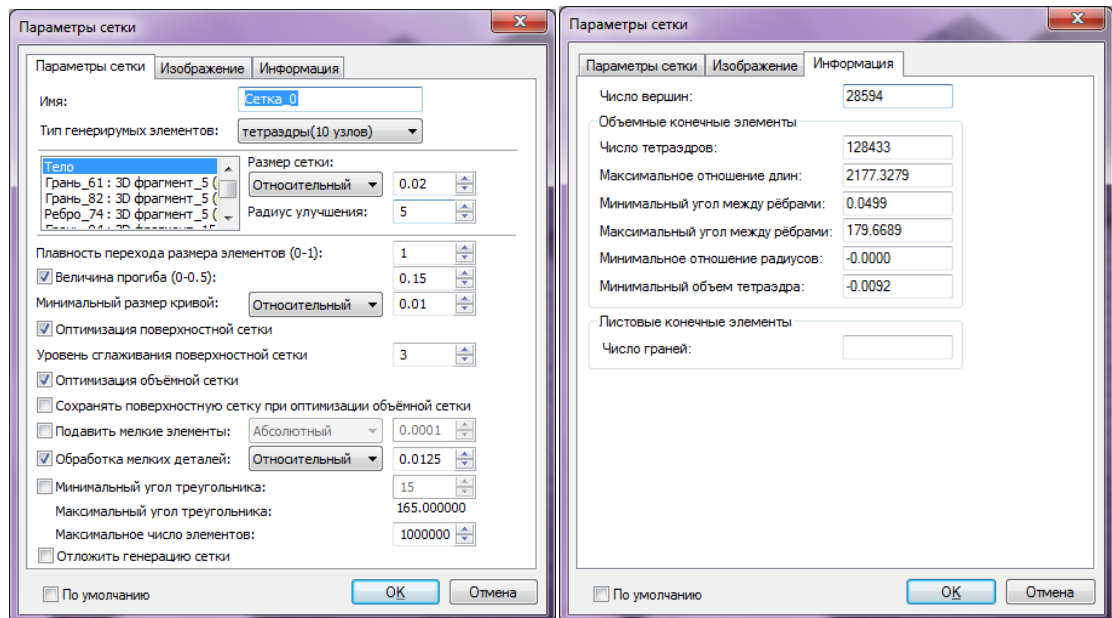 Параметры сетки
Параметры сетки Изображение Информация
Имя: Сетка_0
Тип генерирумых элементов: тетраэдры(10 узлов)
Тело
Грань_61 : 3D фрагмент_5 (
Грань_82 : 3D фрагмент_5 (
Ребро_74 : 3D фрагмент_5 (
Размер сетки:
Относительный 0.02
Радиус улучшения: 5
Плавность перехода размера элементов (0-1): 1
Величина прогиба (0-0.5): 0.15
Минимальный размер кривой: Относительный 0.01
Оптимизация поверхностной сетки
Уровень сглаживания поверхностной сетки 3
Оптимизация объёмной сетки
Сохранять поверхностную сетку при оптимизации объёмной сетки
Подавить мелкие элементы: Абсолютный 0.0001
Обработка мелких деталей: Относительный 0.0125
Минимальный угол треугольника: 15
Максимальный угол треугольника: 165.000000
Максимальное число элементов: 1000000
Отложить генерацию сетки
По умолчанию OK Отмена
Параметры сетки
Параметры сетки Изображение Информация
Число вершин: 28594
Объемные конечные элементы
Число тетраэдров: 128433
Максимальное отношение длин: 2177.3279
Минимальный угол между рёбрами: 0.0499
Максимальный угол между рёбрами: 179.6689
Минимальное отношение радиусов: -0.0000
Минимальный объем тетраэдра: -0.0092
Листовые конечные элементы
Число граней:
По умолчанию OK Отмена